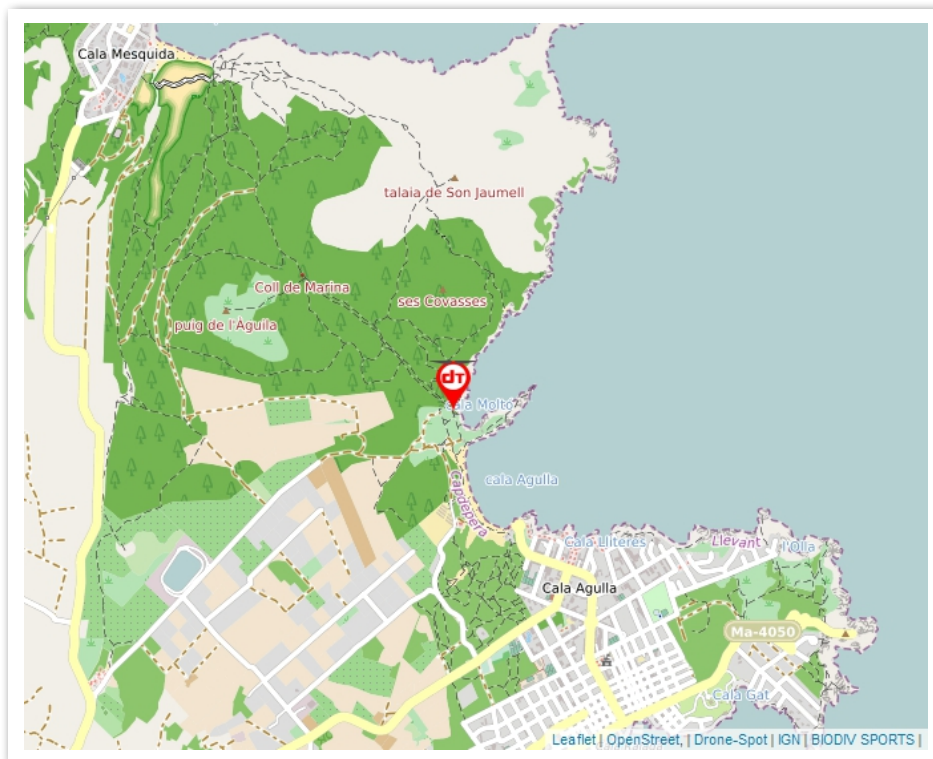 Cala Mesquida
talaia de Son Jaumell
Coll de Marina
ses Covasses
puig de l'Àguila
dT
cala Moltó
cala Agulla
Capdepera
Cala Lliteres
Llevant
l'Olla
Cala Agulla
Ma-4050
Cala Gat
Leaflet | OpenStreet, | Drone-Spot | IGN | BIODIV SPORTS |